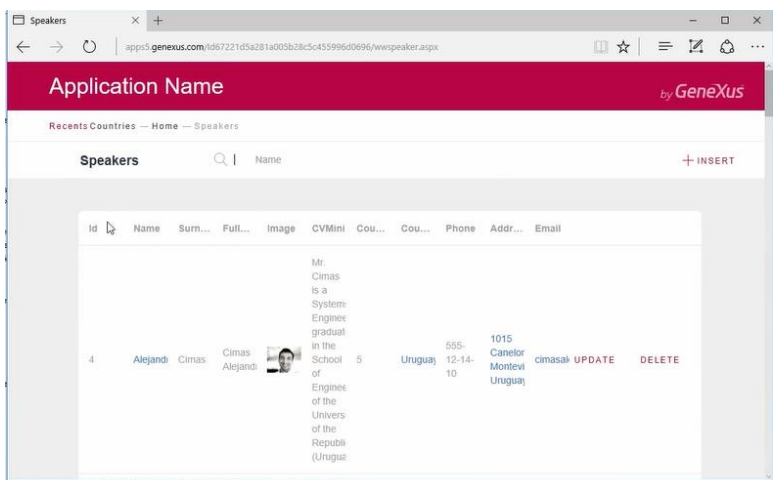 Speakers
apps5.genexus.com/Id67221d5a281a005b28c5c455996d0696/wwspeaker.aspx
Application Name
by GeneXus
Recents Countries — Home — Speakers
Speakers
Name
INSERT
Id Name Surn... Full... Image CVMini Cou... Cou... Phone Addr... Email
Mr.
Cimas
is a
System
Enginee
graduat
in the
School
of
Enginee
of the
Univers
of the
Republi
(Urugua
4 Alejand Cimas
Cimas
Alejand
5 Uruguay
555-
12-14-
10
1015
Canelor
Montevi
Uruguay
cimasal UPDATE DELETE